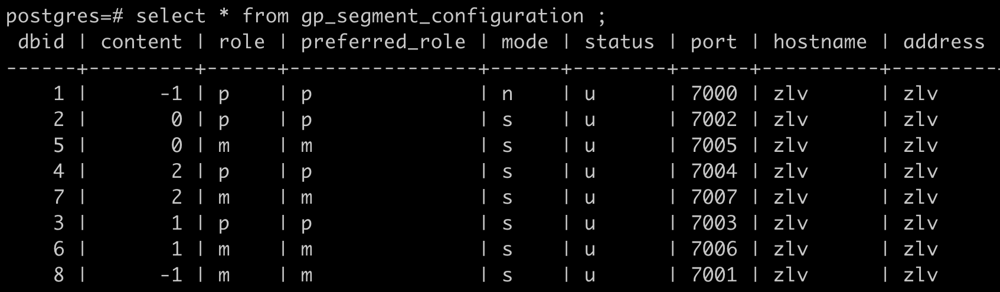 postgres=# select * from gp_segment_configuration ;
 dbid | content | role | preferred_role | mode | status | port | hostname | address
------+---------+------+----------------+------+--------+------+----------+---------
    1 |      -1 | p    | p              | n    | u      | 7000 | zlv      | zlv
    2 |       0 | p    | p              | s    | u      | 7002 | zlv      | zlv
    5 |       0 | m    | m              | s    | u      | 7005 | zlv      | zlv
    4 |       2 | p    | p              | s    | u      | 7004 | zlv      | zlv
    7 |       2 | m    | m              | s    | u      | 7007 | zlv      | zlv
    3 |       1 | p    | p              | s    | u      | 7003 | zlv      | zlv
    6 |       1 | m    | m              | s    | u      | 7006 | zlv      | zlv
    8 |      -1 | m    | m              | s    | u      | 7001 | zlv      | zlv